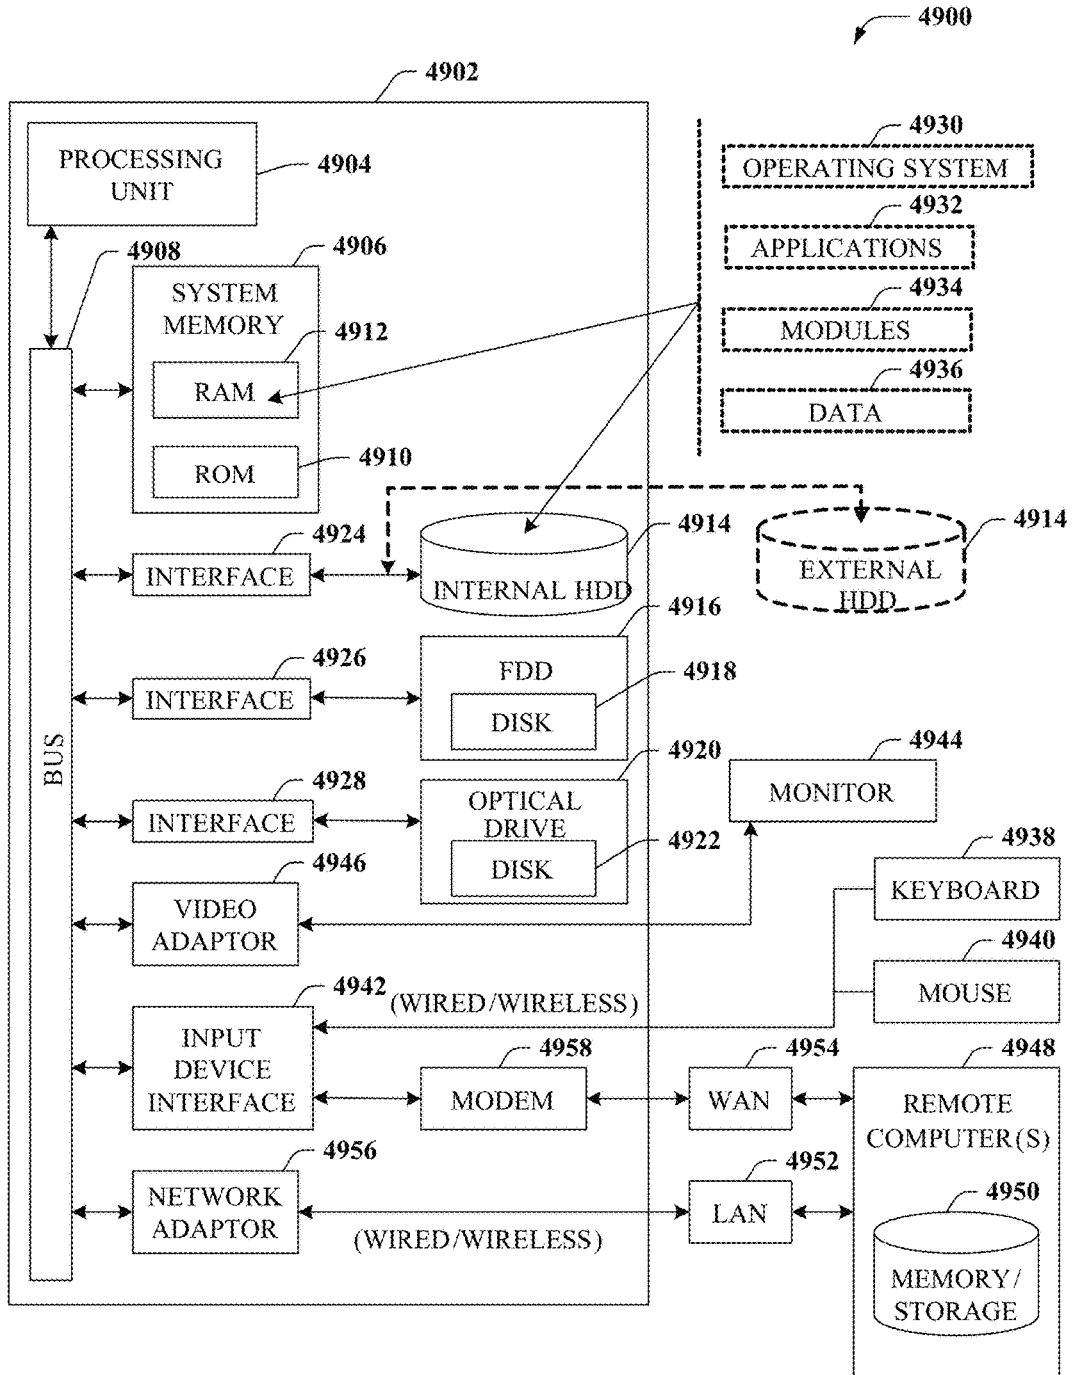 4900
4902
PROCESSING
UNIT
4904
4930
OPERATING SYSTEM
4932
APPLICATIONS
4934
MODULES
4936
DATA
4908
4906
SYSTEM
MEMORY
4912
RAM
4910
ROM
BUS
4924
INTERFACE
4914
INTERNAL HDD
4914
EXTERNAL
HDD
4926
INTERFACE
4916
FDD
4918
DISK
4928
INTERFACE
4920
OPTICAL
DRIVE
4922
DISK
4944
MONITOR
4946
VIDEO
ADAPTOR
4938
KEYBOARD
4940
MOUSE
4942
INPUT
DEVICE
INTERFACE
(WIRED/WIRELESS)
4958
MODEM
4954
WAN
4948
REMOTE
COMPUTER(S)
4956
NETWORK
ADAPTOR
(WIRED/WIRELESS)
4952
LAN
4950
MEMORY/
STORAGE